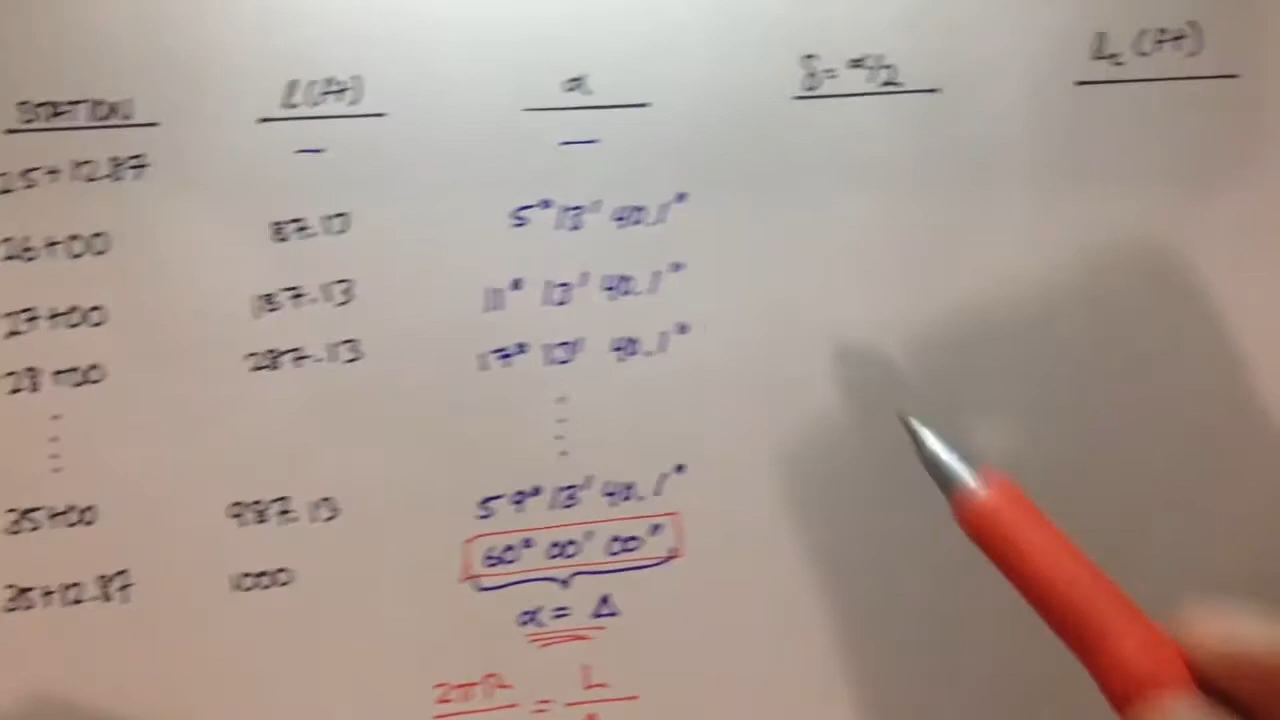 STATION L(ft) α δ = α/2 Lc (ft)
25+12.87 — —
26+00 87.13 5° 13' 40.1"
27+00 187.13 11° 13' 40.1"
28+00 287.13 17° 13' 40.1"
35+00 987.13 59° 13' 40.1"
35+12.87 1000 60° 00' 00"
α = Δ
2πR = L